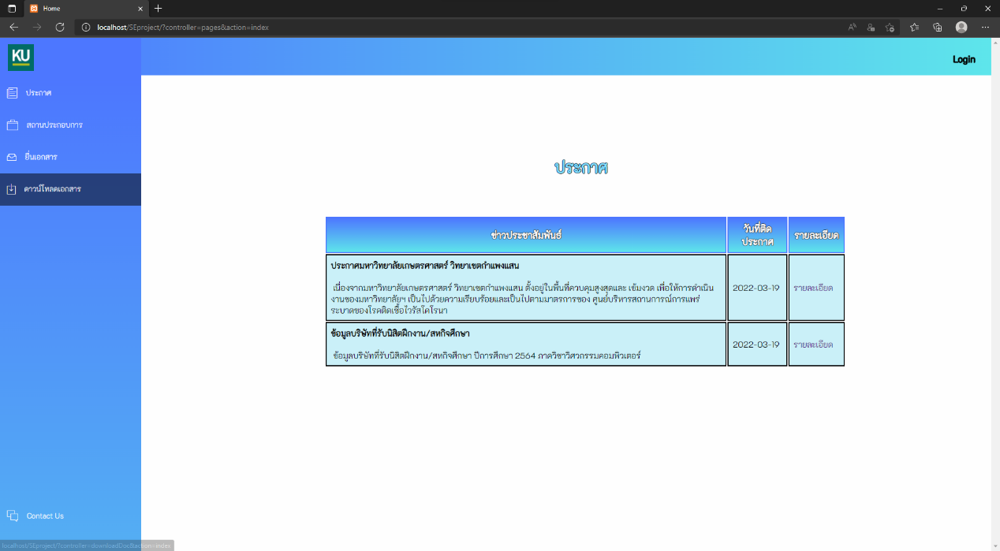 Home
localhost/SEproject/?controller=pages&action=index
KU
Login
ประกาศ
สถานประกอบการ
ยื่นเอกสาร
ดาวน์โหลดเอกสาร
ประกาศ
ข่าวประชาสัมพันธ์
วันที่ติด
ประกาศ
รายละเอียด
ประกาศมหาวิทยาลัยเกษตรศาสตร์ วิทยาเขตกำแพงแสน
เนื่องจากมหาวิทยาลัยเกษตรศาสตร์ วิทยาเขตกำแพงแสน ตั้งอยู่ในพื้นที่ควบคุมสูงสุดและ เข้มงวด เพื่อให้การดำเนิน
งานของมหาวิทยาลัยฯ เป็นไปด้วยความเรียบร้อยและเป็นไปตามมาตรการของ ศูนย์บริหารสถานการณ์การแพร่
ระบาดของโรคติดเชื้อไวรัสโคโรนา
2022-03-19
รายละเอียด
ข้อมูลบริษัทที่รับนิสิตฝึกงาน/สหกิจศึกษา
ข้อมูลบริษัทที่รับนิสิตฝึกงาน/สหกิจศึกษา ปีการศึกษา 2564 ภาควิชาวิศวกรรมคอมพิวเตอร์
2022-03-19
รายละเอียด
Contact Us
localhost/SEproject/?controller=downloadDoc&action=index